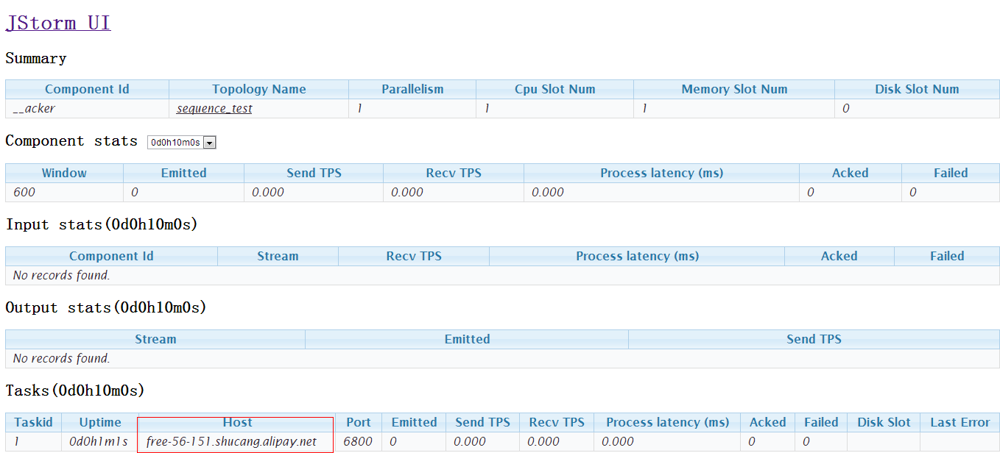 JStorm UI
Summary
Component Id Topology Name Parallelism Cpu Slot Num Memory Slot Num Disk Slot Num
__acker sequence_test 1 1 1 0
Component stats 0d0h10m0s
Window Emitted Send TPS Recv TPS Process latency (ms) Acked Failed
600 0 0.000 0.000 0.000 0 0
Input stats(0d0h10m0s)
Component Id Stream Recv TPS Process latency (ms) Acked Failed
No records found.
Output stats(0d0h10m0s)
Stream Emitted Send TPS
No records found.
Tasks(0d0h10m0s)
Taskid Uptime Host Port Emitted Send TPS Recv TPS Process latency (ms) Acked Failed Disk Slot Last Error
1 0d0h1m1s free-56-151.shucang.alipay.net 6800 0 0.000 0.000 0.000 0 0